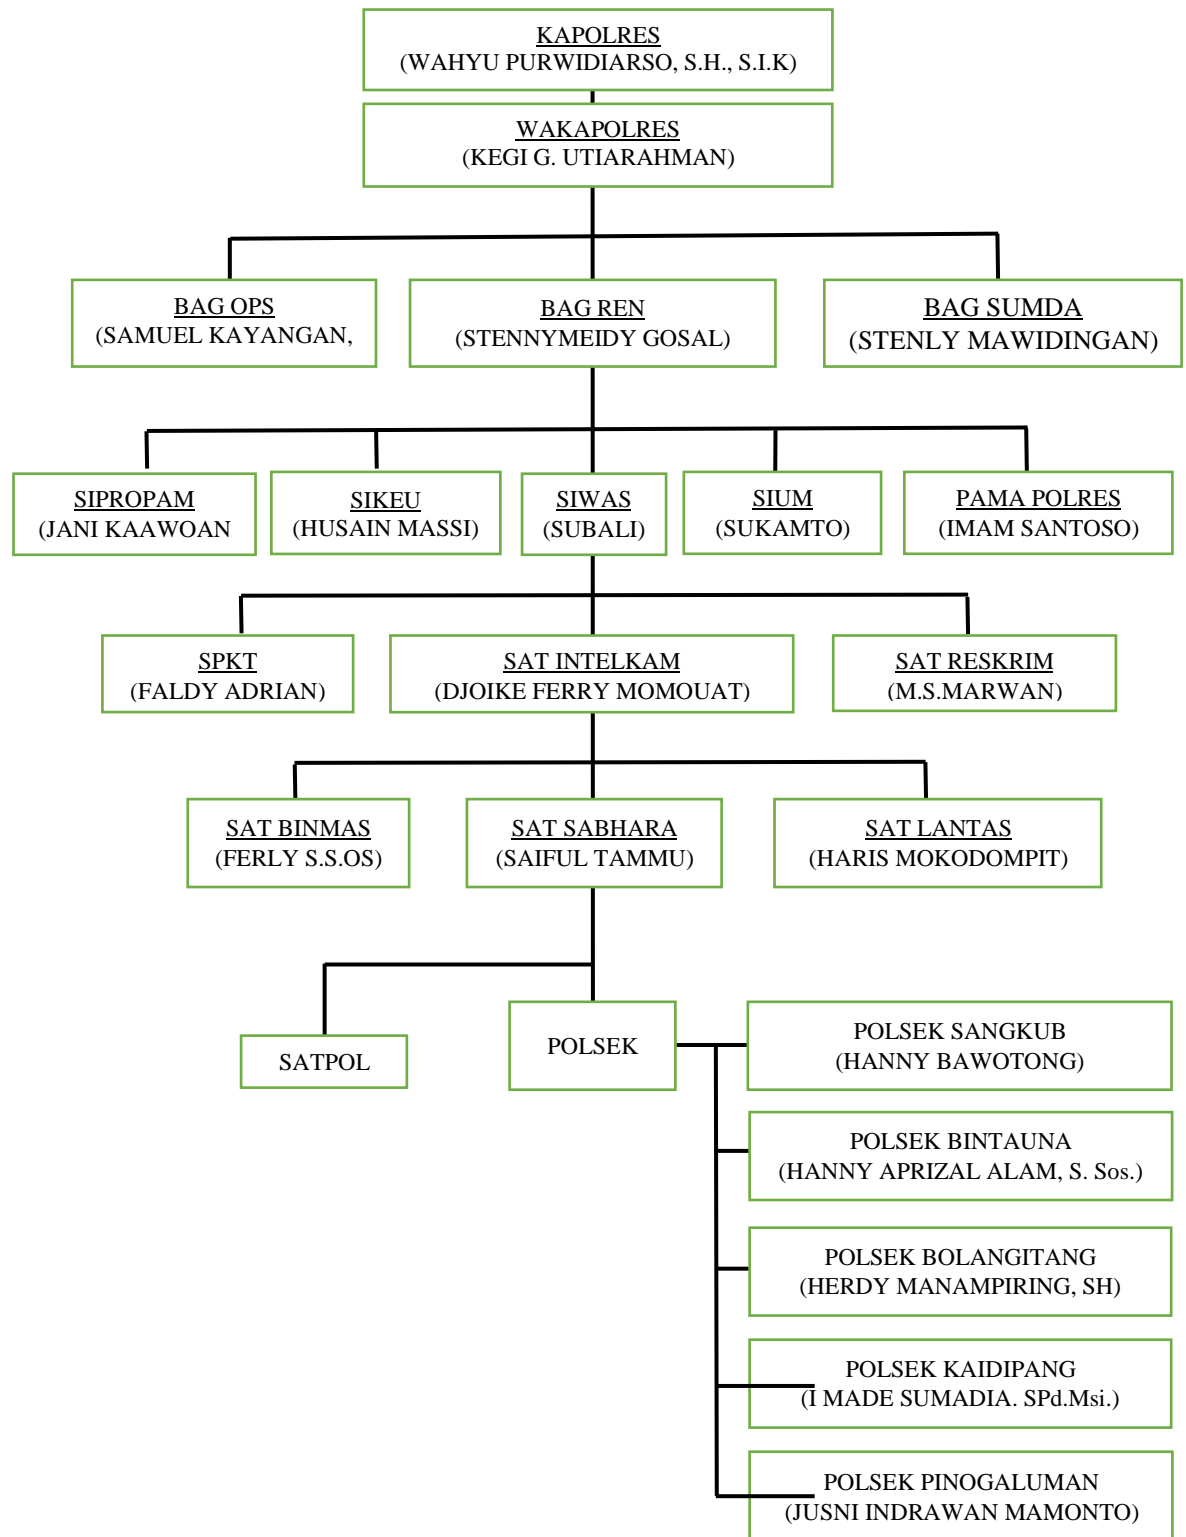 KAPOLRES
(WAHYU PURWIDIARSO, S.H., S.I.K)
WAKAPOLRES
(KEGI G. UTIARAHMAN)
BAG OPS
(SAMUEL KAYANGAN,
BAG REN
(STENNYMEIDY GOSAL)
BAG SUMDA
(STENLY MAWIDINGAN)
SIPROPAM
(JANI KAAWOAN
SIKEU
(HUSAIN MASSI)
SIWAS
(SUBALI)
SIUM
(SUKAMTO)
PAMA POLRES
(IMAM SANTOSO)
SPKT
(FALDY ADRIAN)
SAT INTELKAM
(DJOIKE FERRY MOMOUAT)
SAT RESKRIM
(M.S.MARWAN)
SAT BINMAS
(FERLY S.S.OS)
SAT SABHARA
(SAIFUL TAMMU)
SAT LANTAS
(HARIS MOKODOMPIT)
SATPOL
POLSEK
POLSEK SANGKUB
(HANNY BAWOTONG)
POLSEK BINTAUNA
(HANNY APRIZAL ALAM, S. Sos.)
POLSEK BOLANGITANG
(HERDY MANAMPIRING, SH)
POLSEK KAIDIPANG
(I MADE SUMADIA. SPd.Msi.)
POLSEK PINOGALUMAN
(JUSNI INDRAWAN MAMONTO)